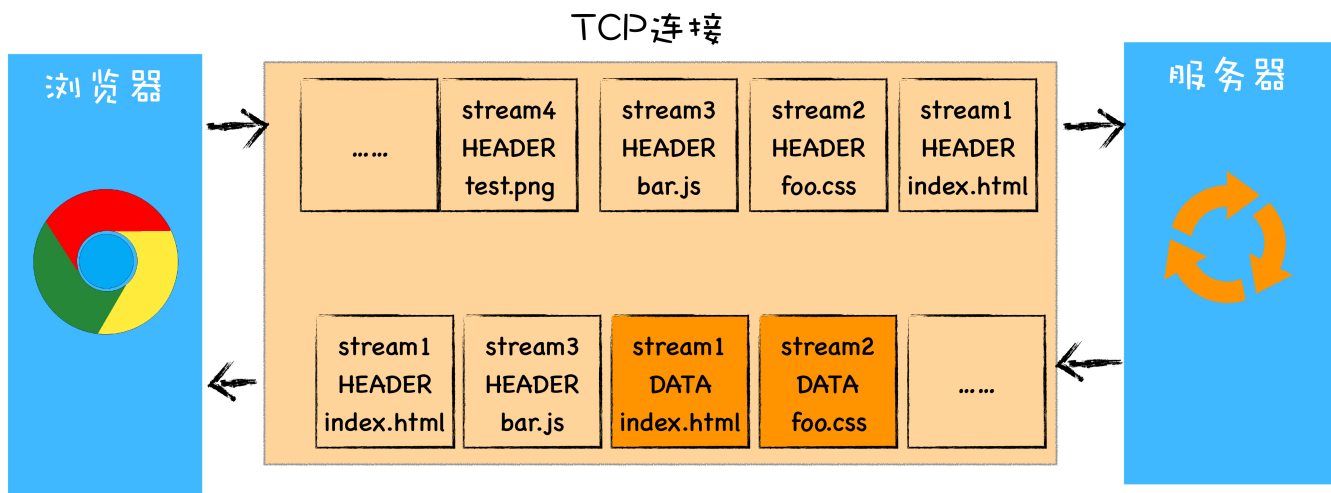 TCP连接
浏览器
服务器
……
stream4
HEADER
test.png
stream3
HEADER
bar.js
stream2
HEADER
foo.css
stream1
HEADER
index.html
stream1
HEADER
index.html
stream3
HEADER
bar.js
stream1
DATA
index.html
stream2
DATA
foo.css
……